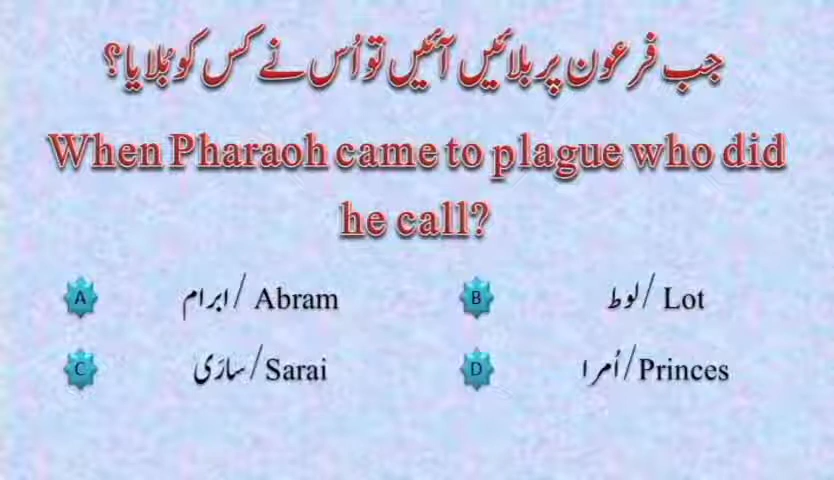 جب فرعون پر بلائیں آئیں تو اُس نے کس کو بُلایا؟
When Pharaoh came to plague who did
he call?
A ابرام / Abram B لوط / Lot
C سارَی / Sarai D اُمرا / Princes